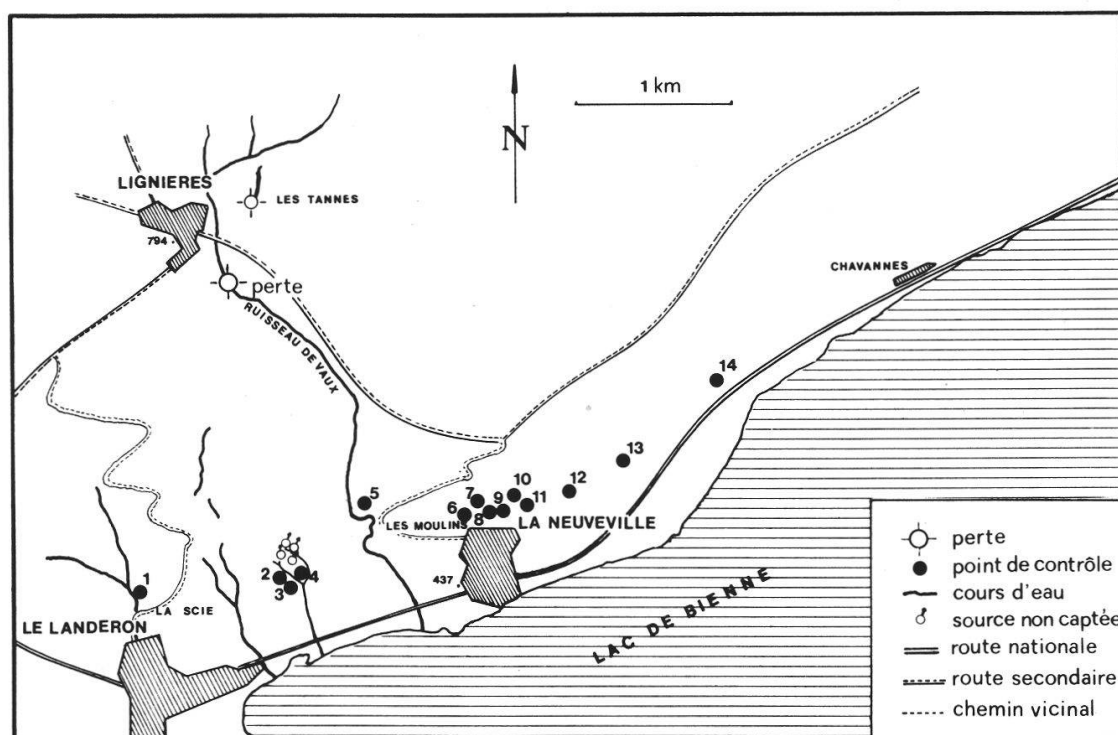 1 km
N
LIGNIERES
LES TANNES
794
perte
RUISSEAU DE VAUX
CHAVANNES
14
13
12
10
11
9
8
7
6
5
LES MOULINS
LA NEUVEVILLE
437
4
2
3
1
LA SCIE
LE LANDERON
LAC DE BIENNE
perte
point de contrôle
cours d'eau
source non captée
route nationale
route secondaire
chemin vicinal